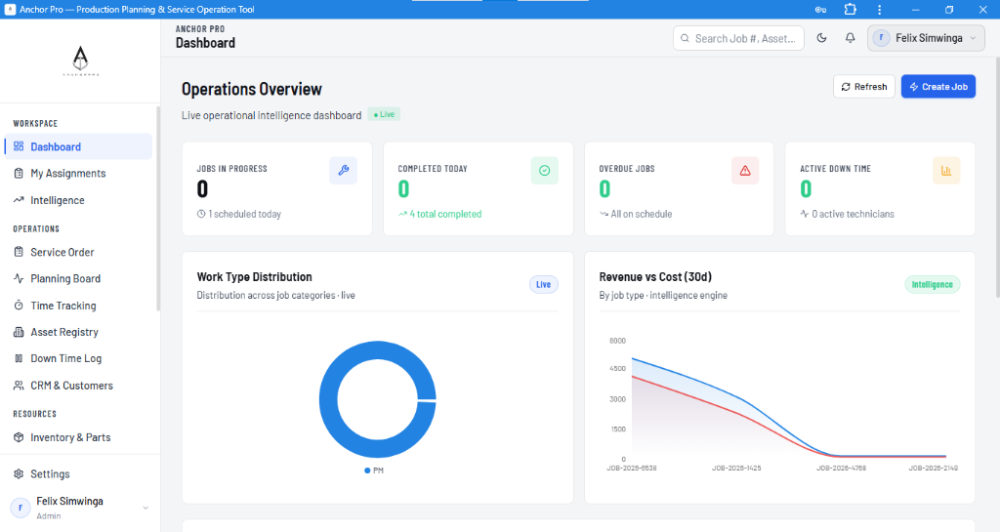 Anchor Pro — Production Planning & Service Operation Tool
ANCHOR PRO
Dashboard
Search Job #, Asset...
F
Felix Simwinga
WORKSPACE
Dashboard
My Assignments
Intelligence
OPERATIONS
Service Order
Planning Board
Time Tracking
Asset Registry
Down Time Log
CRM & Customers
RESOURCES
Inventory & Parts
Settings
F
Felix Simwinga
Admin
Operations Overview
Live operational intelligence dashboard
Live
Refresh
Create Job
JOBS IN PROGRESS
0
1 scheduled today
COMPLETED TODAY
0
4 total completed
OVERDUE JOBS
0
All on schedule
ACTIVE DOWN TIME
0
0 active technicians
Work Type Distribution
Distribution across job categories · live
Live
PM
Revenue vs Cost (30d)
By job type · intelligence engine
Intelligence
6000
4500
3000
1500
0
JOB-2026-6538
JOB-2026-1425
JOB-2026-4768
JOB-2026-2149